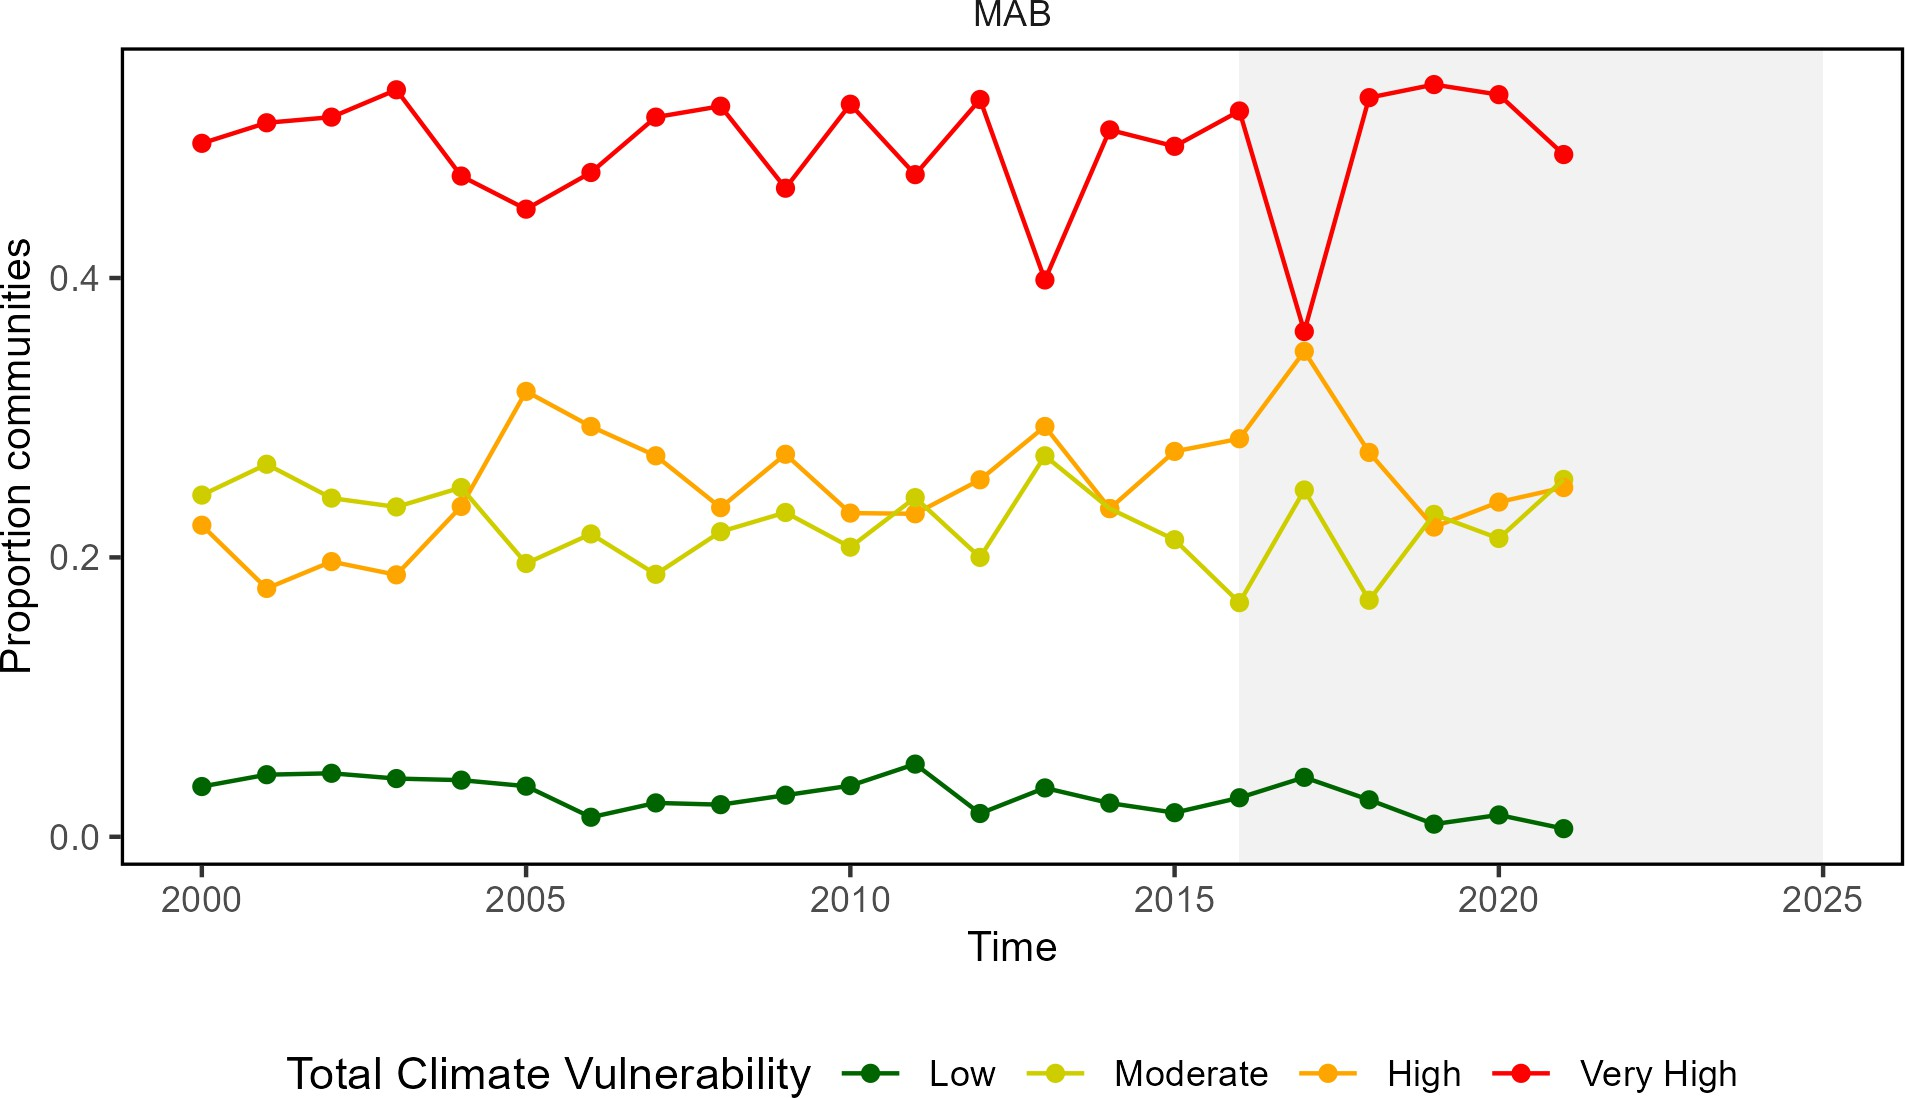 MAB
Proportion communities
0.4
0.2
0.0
2000 2005 2010 2015 2020 2025
Time
Total Climate Vulnerability Low Moderate High Very High